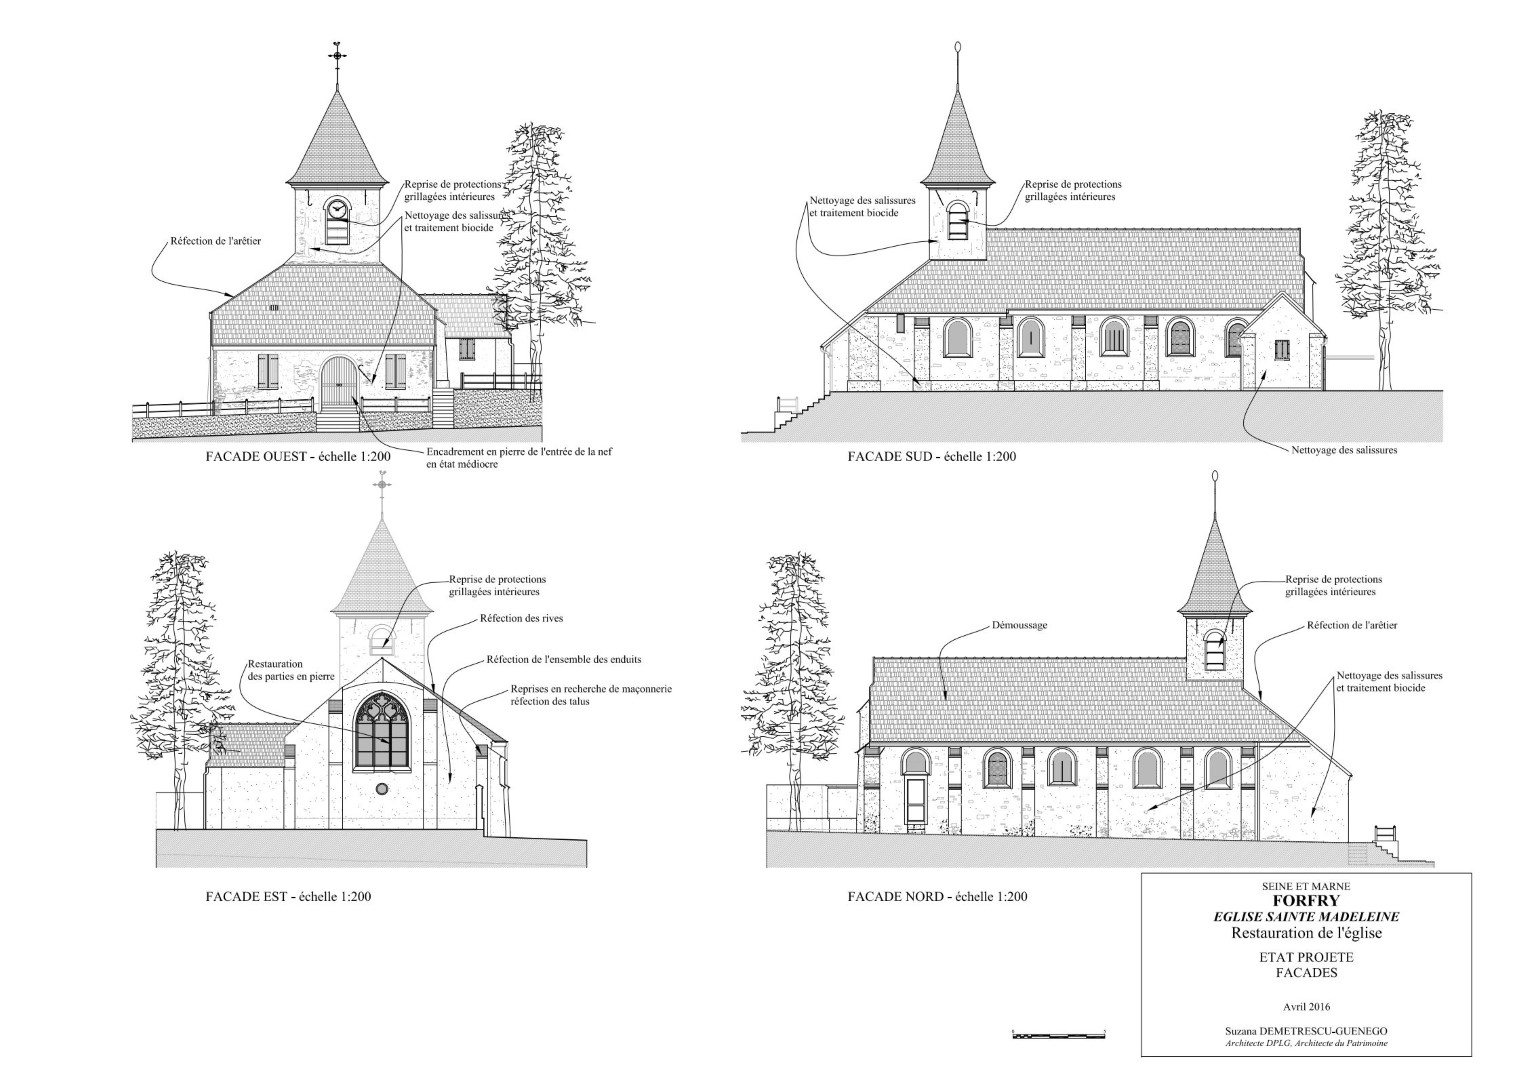 Reprise de protections
grillagées intérieures
Nettoyage des salissures
et traitement biocide
Réfection de l'arêtier
Encadrement en pierre de l'entrée de la nef
en état médiocre
FACADE OUEST - échelle 1:200
Nettoyage des salissures
et traitement biocide
Reprise de protections
grillagées intérieures
Nettoyage des salissures
FACADE SUD - échelle 1:200
Reprise de protections
grillagées intérieures
Réfection des rives
Restauration
des parties en pierre
Réfection de l'ensemble des enduits
Reprises en recherche de maçonnerie
réfection des talus
FACADE EST - échelle 1:200
Reprise de protections
grillagées intérieures
Démoussage
Réfection de l'arêtier
Nettoyage des salissures
et traitement biocide
FACADE NORD - échelle 1:200
SEINE ET MARNE
FORFRY
EGLISE SAINTE MADELEINE
Restauration de l'église
ETAT PROJETE
FACADES
Avril 2016
Suzana DEMETRESCU-GUENEGO
Architecte DPLG, Architecte du Patrimoine